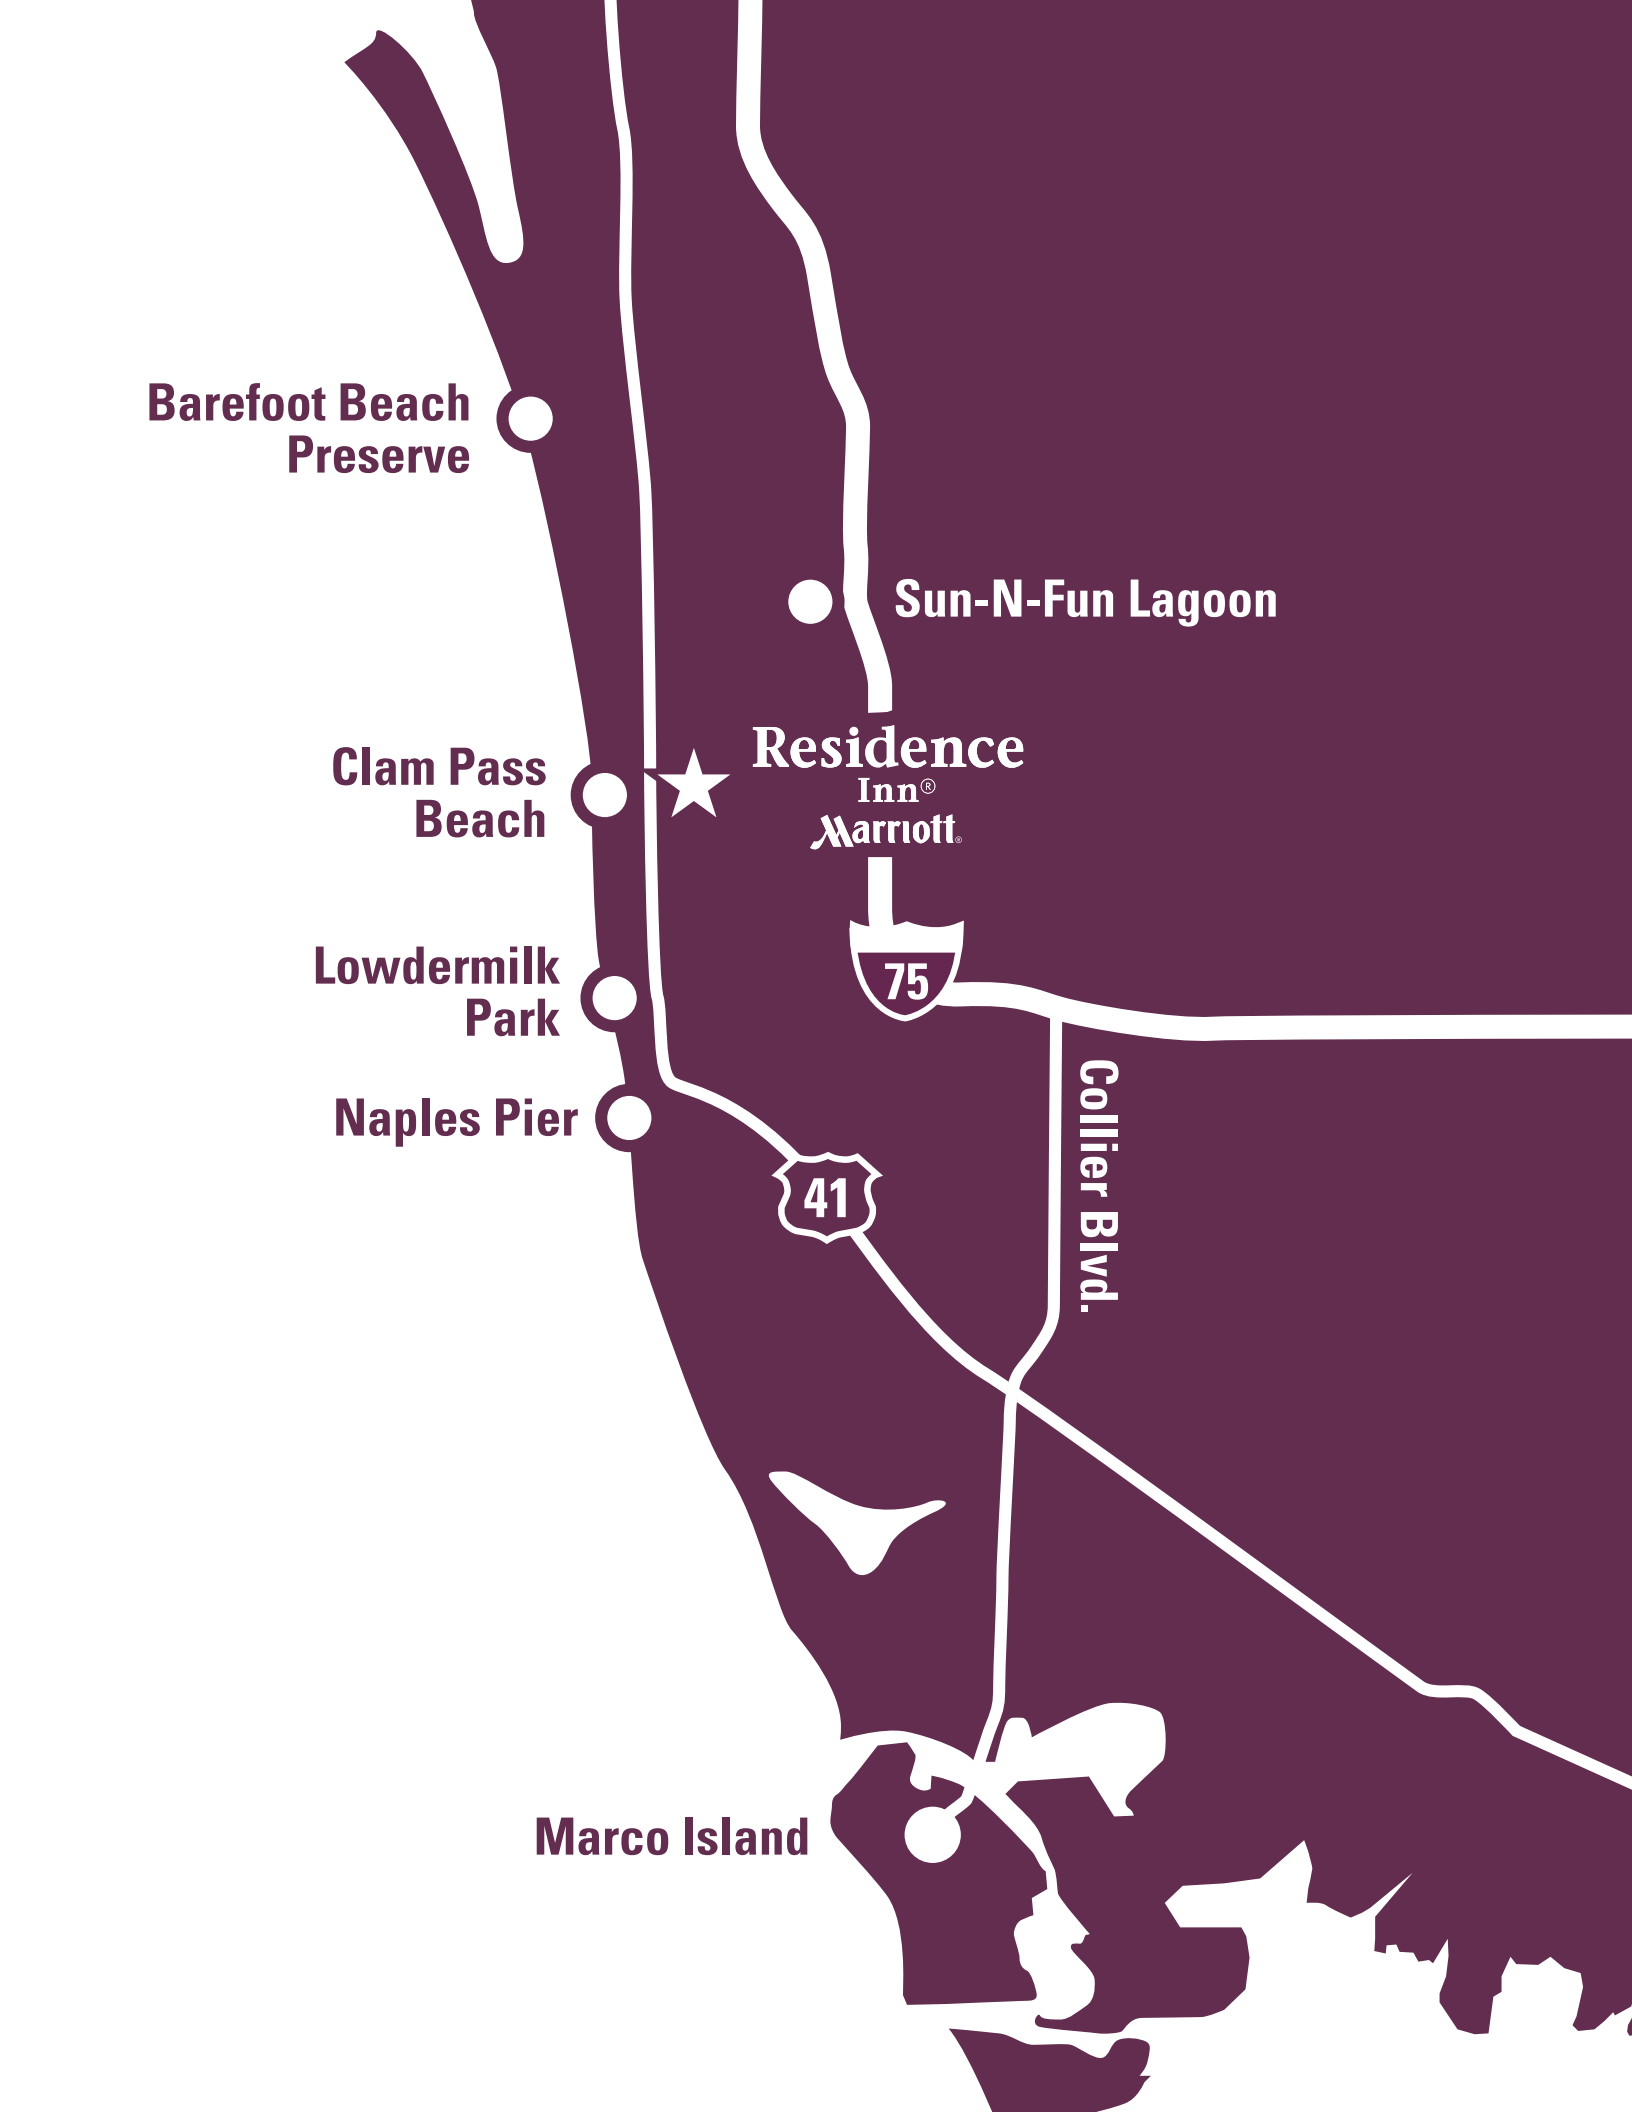 Barefoot Beach
Preserve
Sun-N-Fun Lagoon
Residence
Inn®
Marriott®
Clam Pass
Beach
75
Lowdermilk
Park
Collier Blvd.
Naples Pier
41
Marco Island